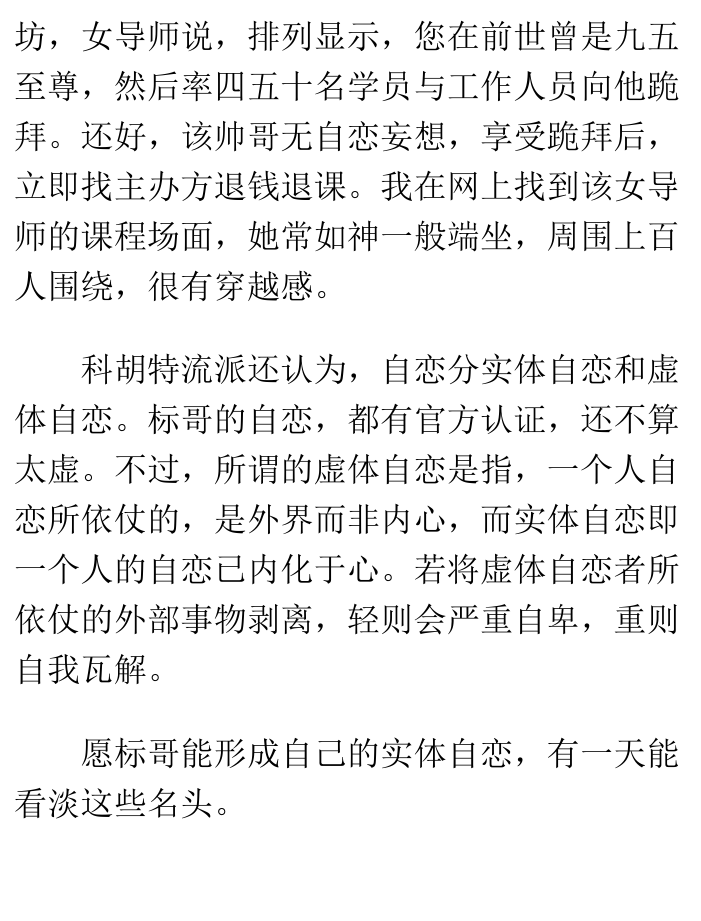 坊，女导师说，排列显示，您在前世曾是九五
至尊，然后率四五十名学员与工作人员向他跪
拜。还好，该帅哥无自恋妄想，享受跪拜后，
立即找主办方退钱退课。我在网上找到该女导
师的课程场面，她常如神一般端坐，周围上百
人围绕，很有穿越感。
科胡特流派还认为，自恋分实体自恋和虚
体自恋。标哥的自恋，都有官方认证，还不算
太虚。不过，所谓的虚体自恋是指，一个人自
恋所依仗的，是外界而非内心，而实体自恋即
一个人的自恋已内化于心。若将虚体自恋者所
依仗的外部事物剥离，轻则会严重自卑，重则
自我瓦解。
愿标哥能形成自己的实体自恋，有一天能
看淡这些名头。